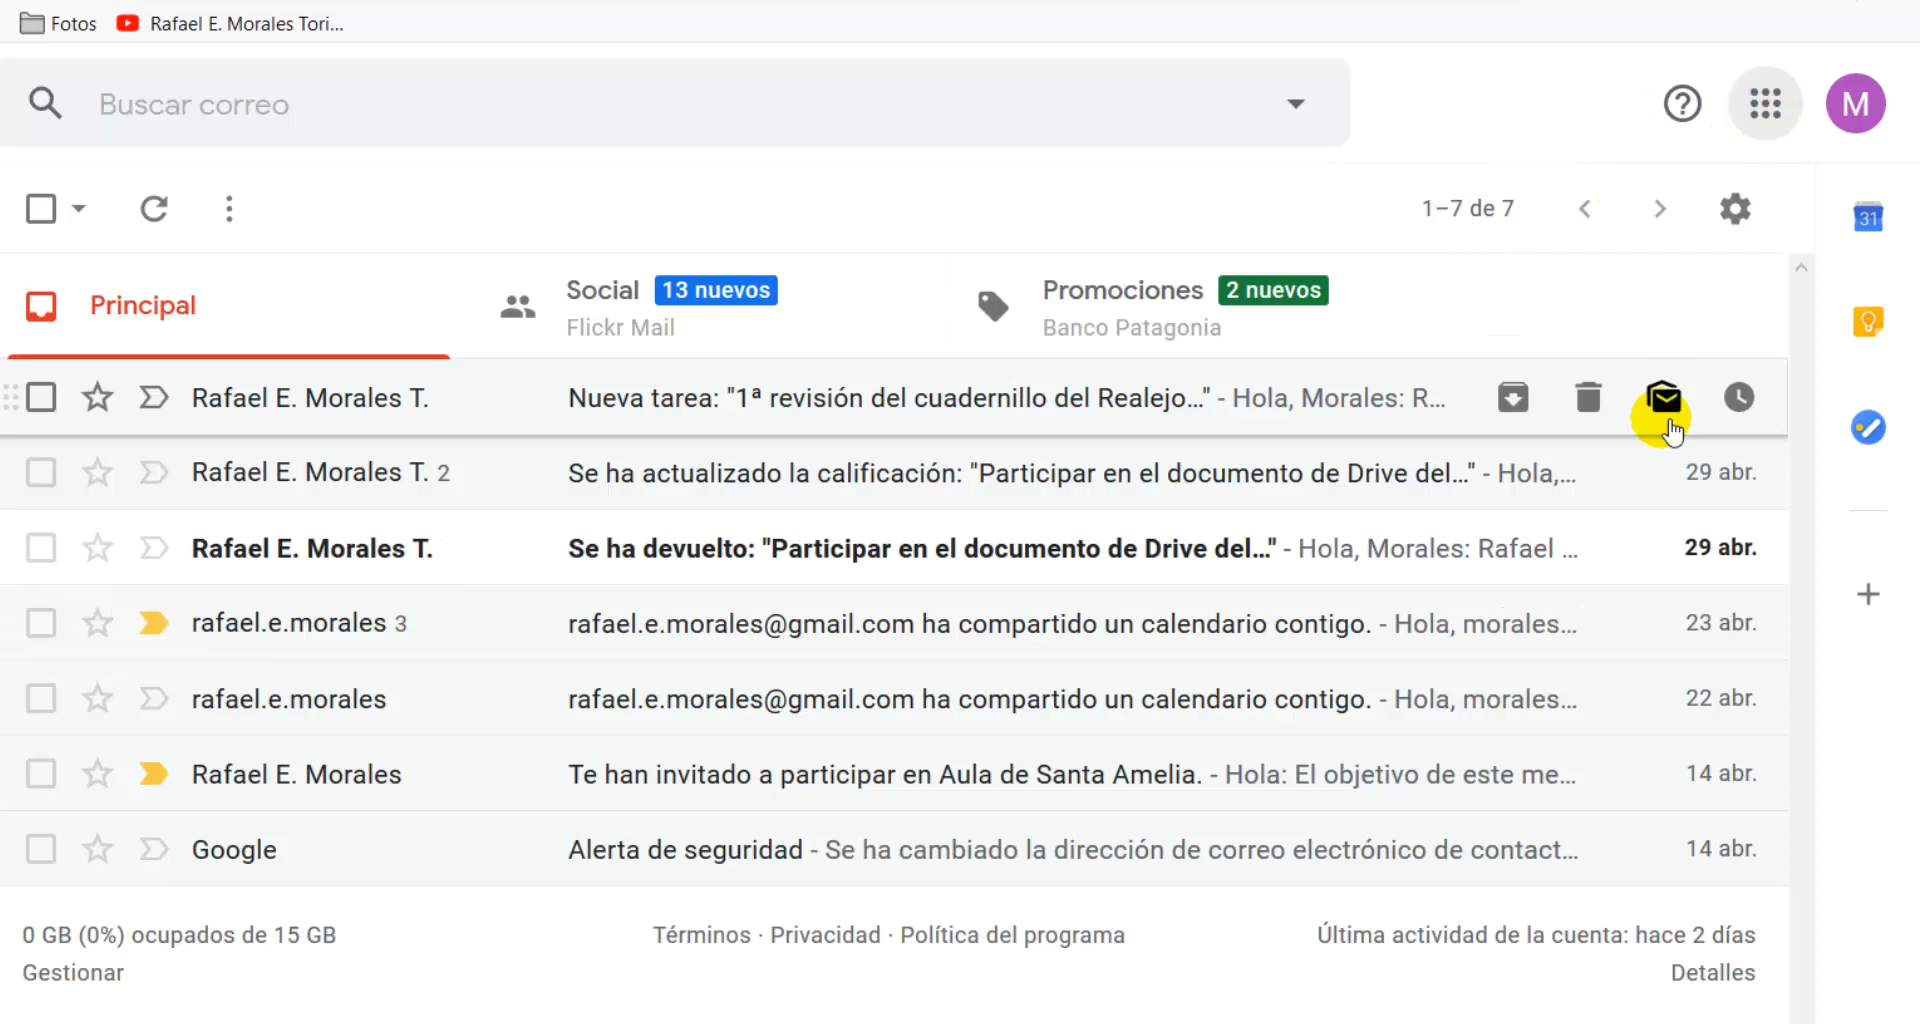 Fotos Rafael E. Morales Tori...
Buscar correo
M
1–7 de 7
31
Principal
Social 13 nuevos
Flickr Mail
Promociones 2 nuevos
Banco Patagonia
Rafael E. Morales T. Nueva tarea: "1ª revisión del cuadernillo del Realejo..." - Hola, Morales: R...
Rafael E. Morales T. 2 Se ha actualizado la calificación: "Participar en el documento de Drive del..." - Hola,... 29 abr.
Rafael E. Morales T. Se ha devuelto: "Participar en el documento de Drive del..." - Hola, Morales: Rafael ... 29 abr.
rafael.e.morales 3 rafael.e.morales@gmail.com ha compartido un calendario contigo. - Hola, morales... 23 abr.
rafael.e.morales rafael.e.morales@gmail.com ha compartido un calendario contigo. - Hola, morales... 22 abr.
Rafael E. Morales Te han invitado a participar en Aula de Santa Amelia. - Hola: El objetivo de este me... 14 abr.
Google Alerta de seguridad - Se ha cambiado la dirección de correo electrónico de contact... 14 abr.
0 GB (0%) ocupados de 15 GB
Gestionar
Términos · Privacidad · Política del programa
Última actividad de la cuenta: hace 2 días
Detalles